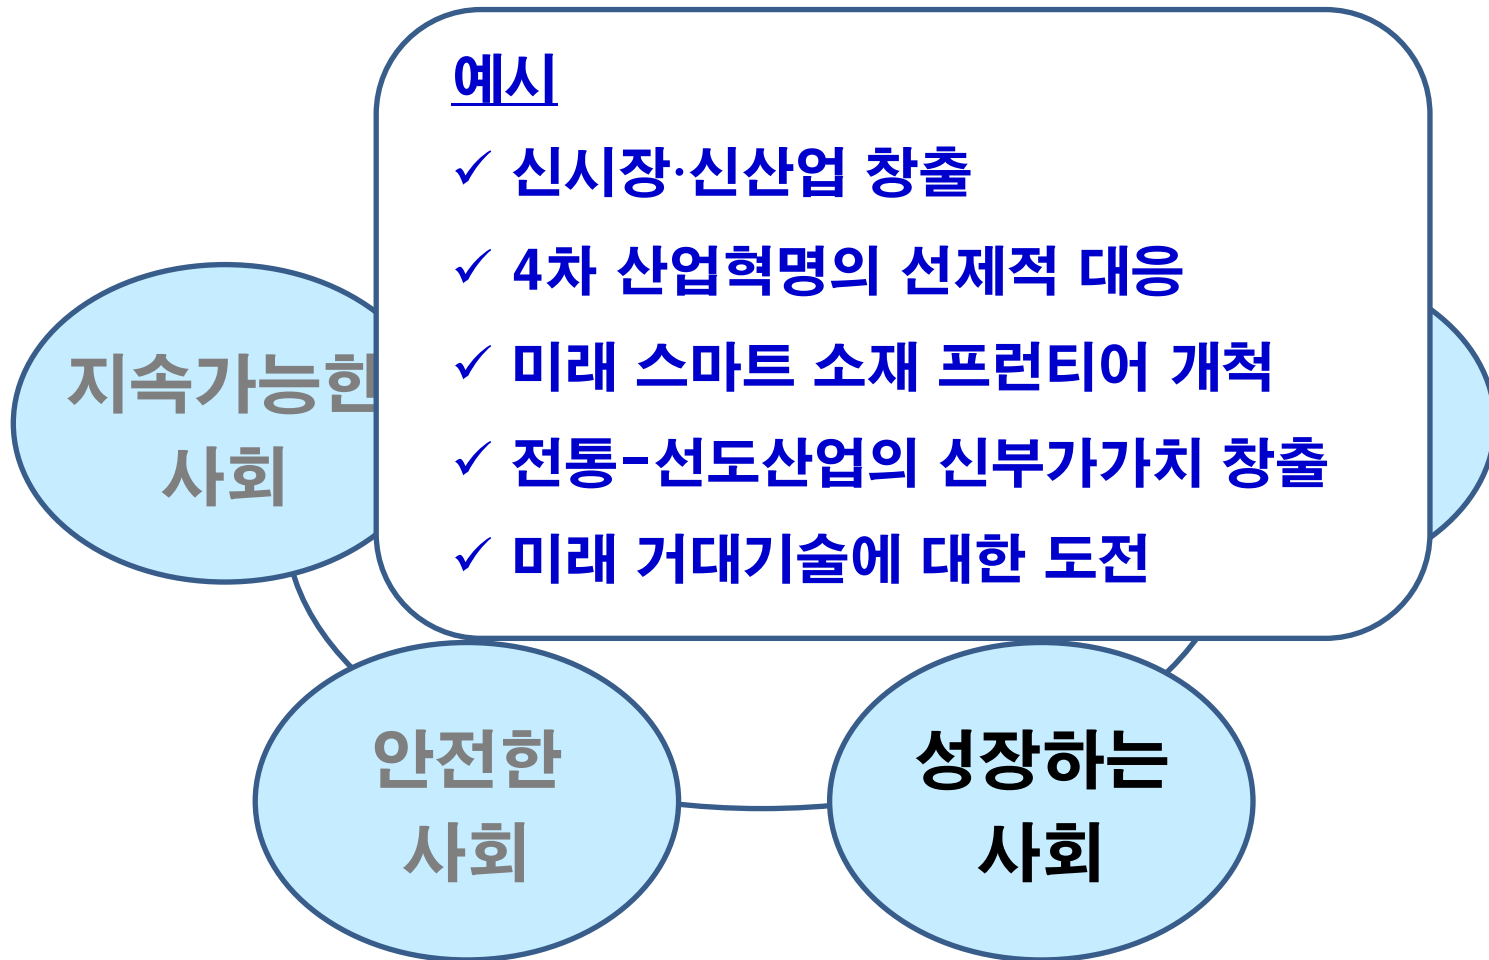 예시
✓ 신시장·신산업 창출
✓ 4차 산업혁명의 선제적 대응
✓ 미래 스마트 소재 프런티어 개척
✓ 전통-선도산업의 신부가가치 창출
✓ 미래 거대기술에 대한 도전
지속가능한
사회
안전한
사회
성장하는
사회